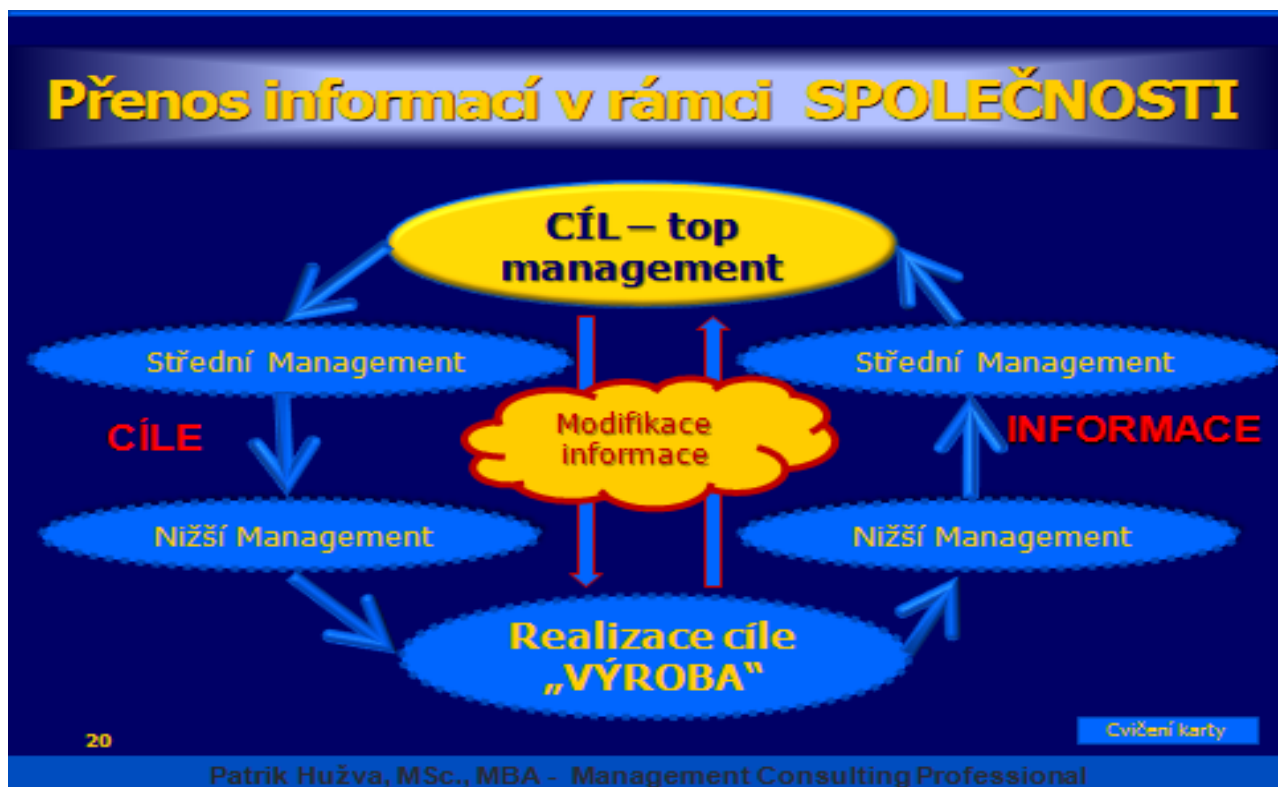 Přenos informací v rámci SPOLEČNOSTI
CÍL – top
management
Střední Management
Střední Management
Modifikace
informace
CÍLE
INFORMACE
Nižší Management
Nižší Management
Realizace cíle
„VÝROBA“
20
Cvičení karty
Patrik Hužva, MSc., MBA - Management Consulting Professional